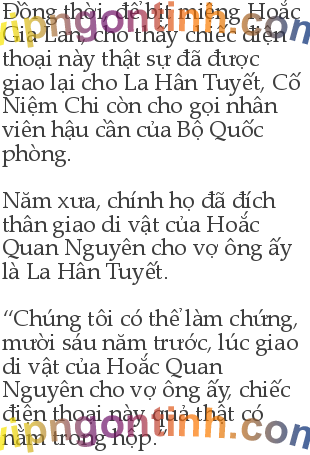 Đồng thời, để bịt miệng Hoắc
Gia Lan, cho thấy chiếc điện
thoại này thật sự đã được
giao lại cho La Hân Tuyết, Cố
Niệm Chi còn cho gọi nhân
viên hậu cần của Bộ Quốc
phòng.
Năm xưa, chính họ đã đích
thân giao di vật của Hoắc
Quan Nguyên cho vợ ông ấy
là La Hân Tuyết.
“Chúng tôi có thể làm chứng,
mười sáu năm trước, lúc giao
di vật của Hoắc Quan
Nguyên cho vợ ông ấy, chiếc
điện thoại này quả thật có
nằm trong hộp.”
vipngontinh.com
vipngontinh.com